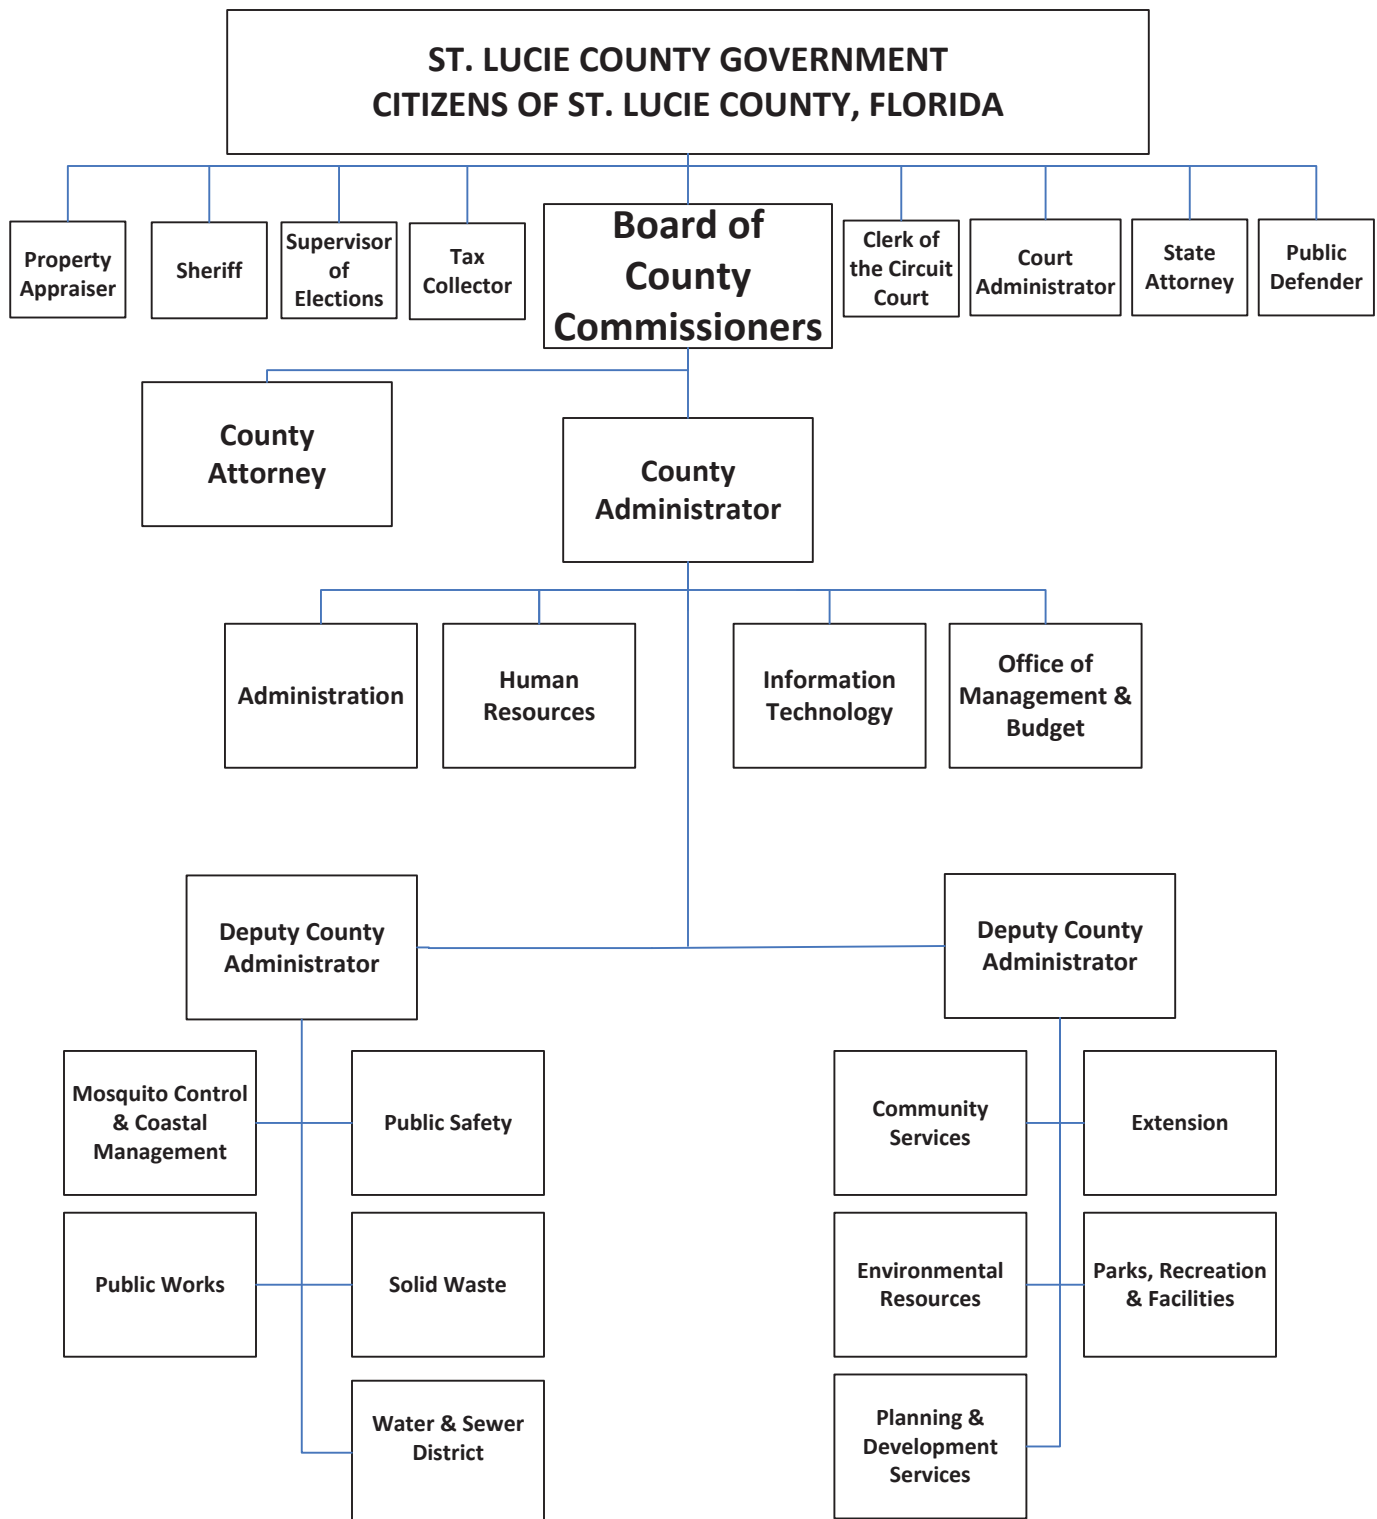 ST. LUCIE COUNTY GOVERNMENT
CITIZENS OF ST. LUCIE COUNTY, FLORIDA
Property
Appraiser
Sheriff
Supervisor
of
Elections
Tax
Collector
Board of
County
Commissioners
Clerk of
the Circuit
Court
Court
Administrator
State
Attorney
Public
Defender
County
Attorney
County
Administrator
Administration
Human
Resources
Information
Technology
Office of
Management &
Budget
Deputy County
Administrator
Deputy County
Administrator
Mosquito Control
& Coastal
Management
Public Safety
Community
Services
Extension
Public Works
Solid Waste
Environmental
Resources
Parks, Recreation
& Facilities
Water & Sewer
District
Planning &
Development
Services